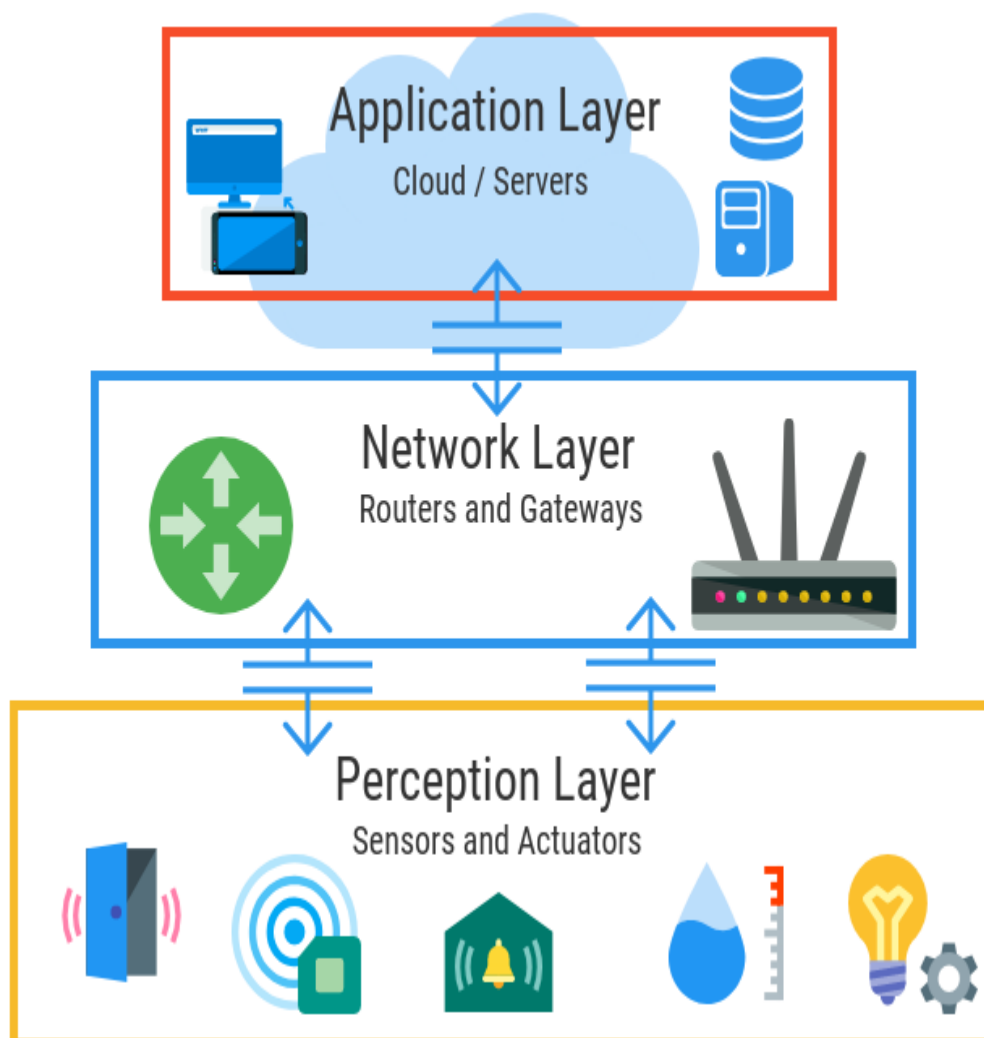 Application Layer
Cloud / Servers
Network Layer
Routers and Gateways
Perception Layer
Sensors and Actuators